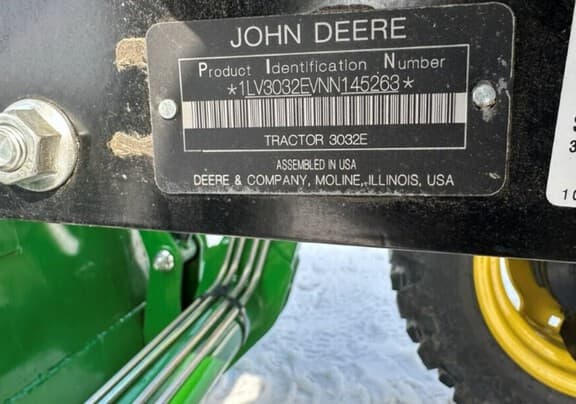 JOHN DEERE
Product Identification Number
*1LV3032EVNN145263*
TRACTOR 3032E
ASSEMBLED IN USA
DEERE & COMPANY, MOLINE, ILLINOIS, USA